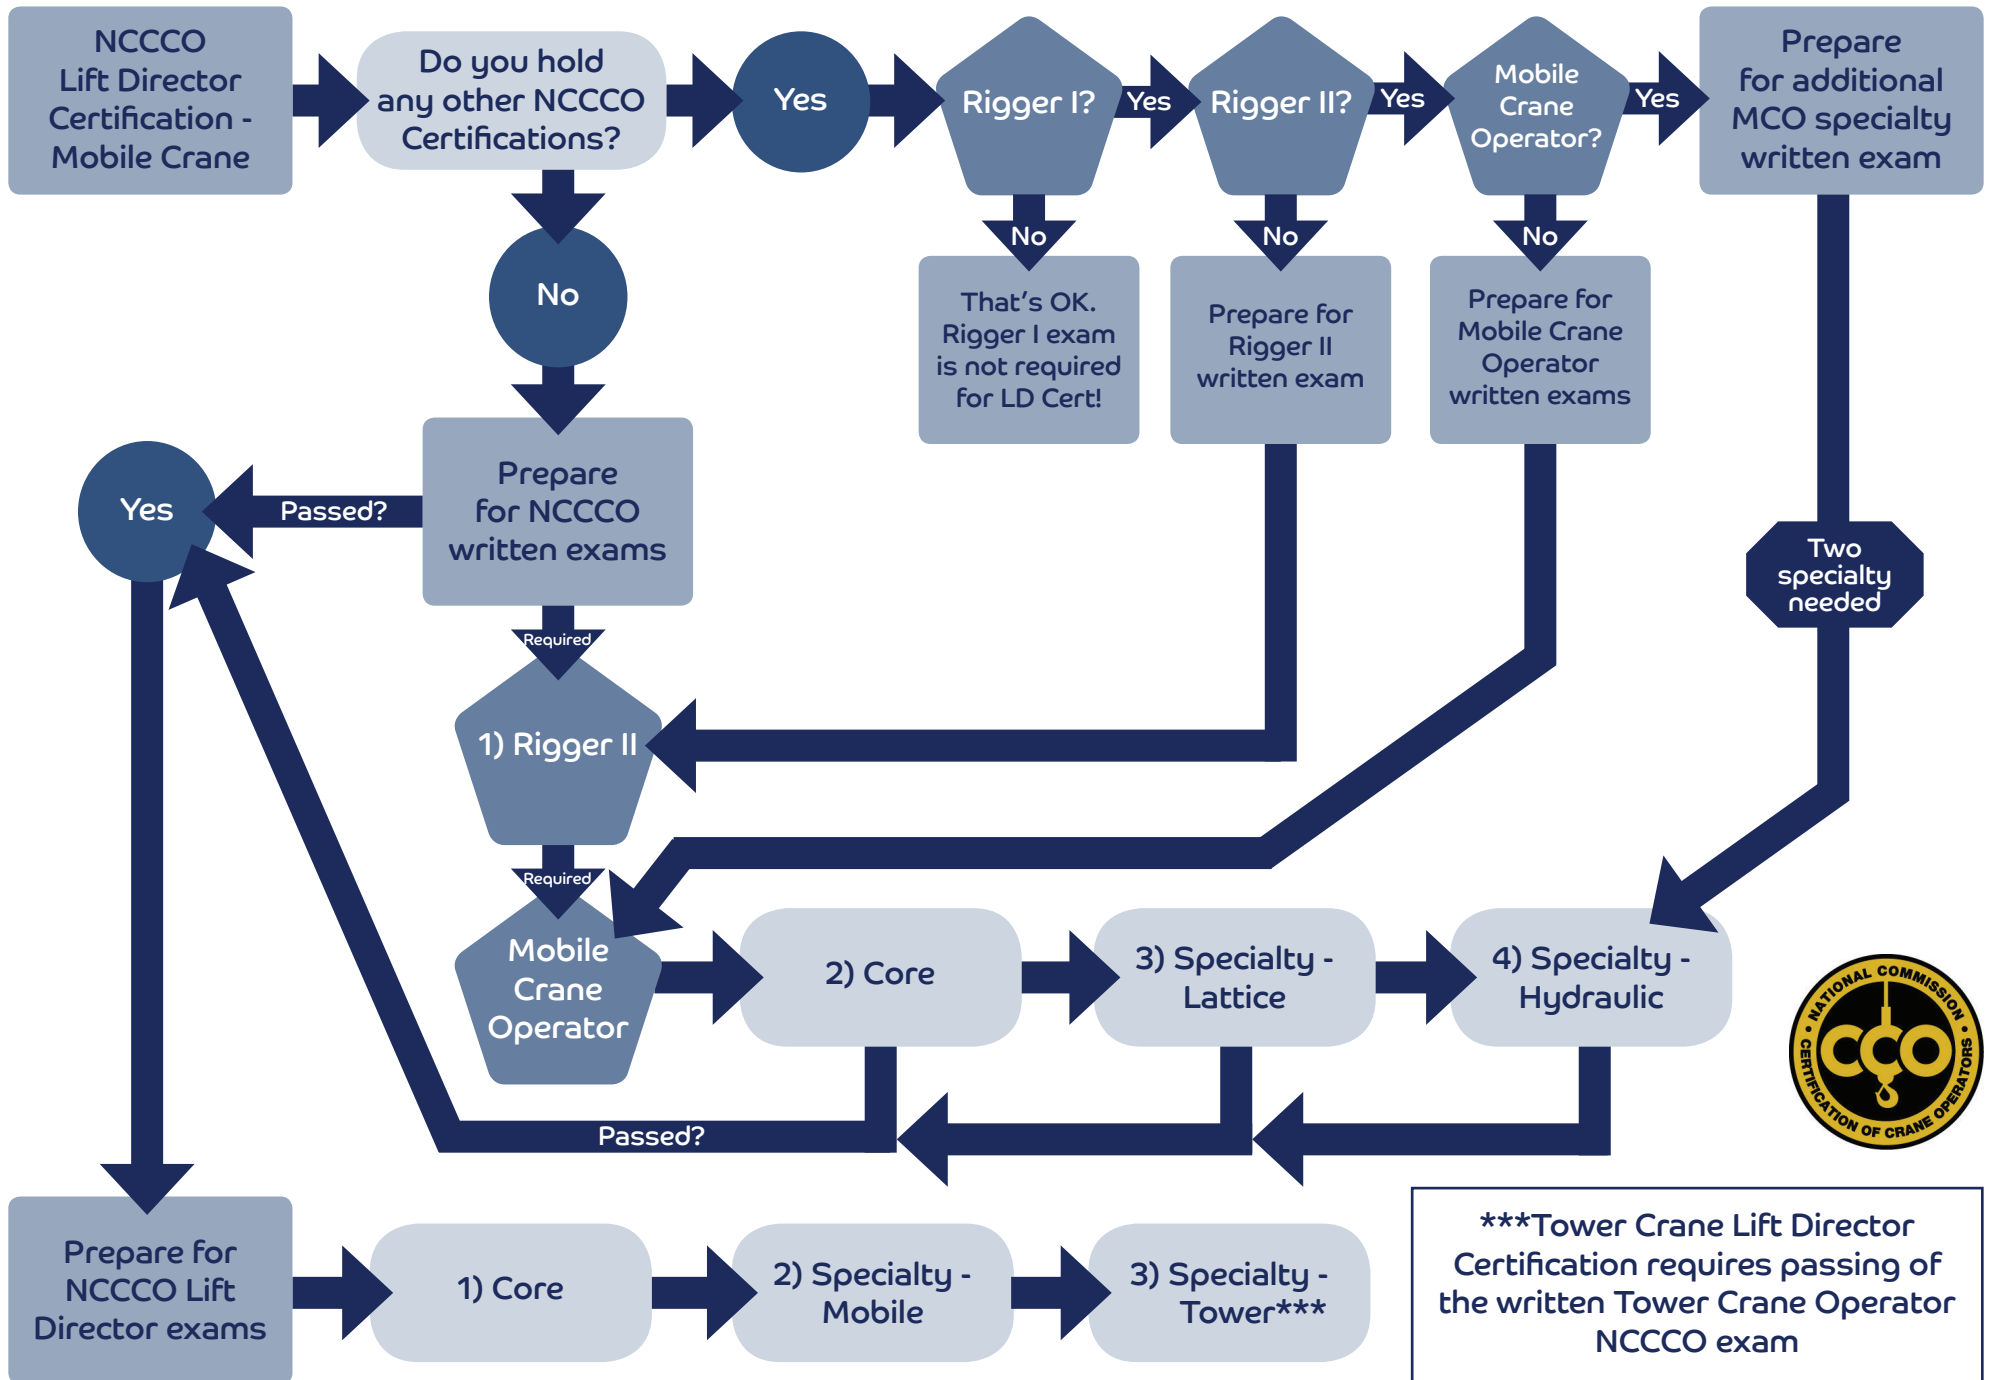 NCCCO
Lift Director
Certification -
Mobile Crane
Do you hold
any other NCCCO
Certifications?
Yes
Rigger I?
Yes
Rigger II?
Yes
Mobile
Crane
Operator?
Yes
Prepare
for additional
MCO specialty
written exam
No
No
No
No
That's OK.
Rigger I exam
is not required
for LD Cert!
Prepare for
Rigger II
written exam
Prepare for
Mobile Crane
Operator
written exams
Yes
Passed?
Prepare
for NCCCO
written exams
Two
specialty
needed
Required
1) Rigger II
Required
Mobile
Crane
Operator
2) Core
3) Specialty -
Lattice
4) Specialty -
Hydraulic
Passed?
NATIONAL COMMISSION
CCO
CERTIFICATION OF CRANE OPERATORS
Prepare for
NCCCO Lift
Director exams
1) Core
2) Specialty -
Mobile
3) Specialty -
Tower***
***Tower Crane Lift Director
Certification requires passing of
the written Tower Crane Operator
NCCCO exam